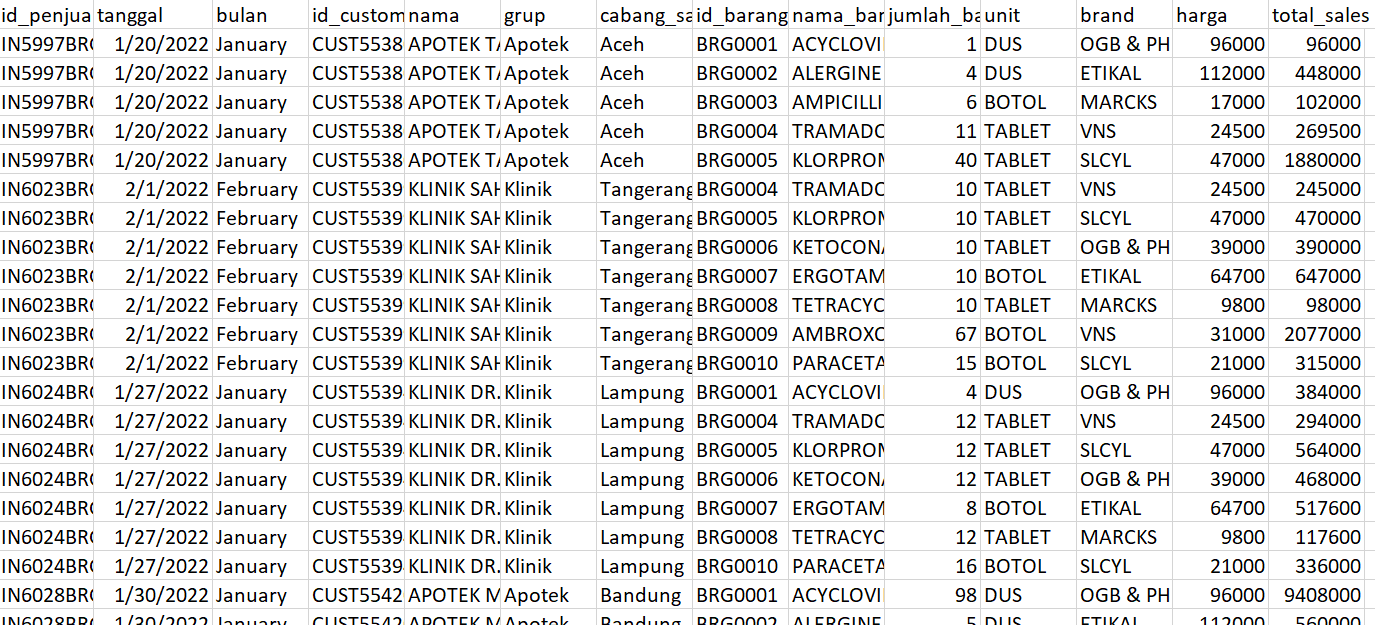 id_penjua tanggal bulan id_custom nama grup cabang_sa id_barang nama_bar jumlah_ba unit brand harga total_sales
IN5997BR 1/20/2022 January CUST5538 APOTEK TA Apotek Aceh BRG0001 ACYCLOVI 1 DUS OGB & PH 96000 96000
IN5997BR 1/20/2022 January CUST5538 APOTEK TA Apotek Aceh BRG0002 ALERGINE 4 DUS ETIKAL 112000 448000
IN5997BR 1/20/2022 January CUST5538 APOTEK TA Apotek Aceh BRG0003 AMPICILLI 6 BOTOL MARCKS 17000 102000
IN5997BR 1/20/2022 January CUST5538 APOTEK TA Apotek Aceh BRG0004 TRAMADO 11 TABLET VNS 24500 269500
IN5997BR 1/20/2022 January CUST5538 APOTEK TA Apotek Aceh BRG0005 KLORPROM 40 TABLET SLCYL 47000 1880000
IN6023BR 2/1/2022 February CUST5539 KLINIK SAH Klinik Tangerang BRG0004 TRAMADO 10 TABLET VNS 24500 245000
IN6023BR 2/1/2022 February CUST5539 KLINIK SAH Klinik Tangerang BRG0005 KLORPROM 10 TABLET SLCYL 47000 470000
IN6023BR 2/1/2022 February CUST5539 KLINIK SAH Klinik Tangerang BRG0006 KETOCONA 10 TABLET OGB & PH 39000 390000
IN6023BR 2/1/2022 February CUST5539 KLINIK SAH Klinik Tangerang BRG0007 ERGOTAM 10 BOTOL ETIKAL 64700 647000
IN6023BR 2/1/2022 February CUST5539 KLINIK SAH Klinik Tangerang BRG0008 TETRACYC 10 TABLET MARCKS 9800 98000
IN6023BR 2/1/2022 February CUST5539 KLINIK SAH Klinik Tangerang BRG0009 AMBROXO 67 BOTOL VNS 31000 2077000
IN6023BR 2/1/2022 February CUST5539 KLINIK SAH Klinik Tangerang BRG0010 PARACETA 15 BOTOL SLCYL 21000 315000
IN6024BR 1/27/2022 January CUST5539 KLINIK DR. Klinik Lampung BRG0001 ACYCLOVI 4 DUS OGB & PH 96000 384000
IN6024BR 1/27/2022 January CUST5539 KLINIK DR. Klinik Lampung BRG0004 TRAMADO 12 TABLET VNS 24500 294000
IN6024BR 1/27/2022 January CUST5539 KLINIK DR. Klinik Lampung BRG0005 KLORPROM 12 TABLET SLCYL 47000 564000
IN6024BR 1/27/2022 January CUST5539 KLINIK DR. Klinik Lampung BRG0006 KETOCONA 12 TABLET OGB & PH 39000 468000
IN6024BR 1/27/2022 January CUST5539 KLINIK DR. Klinik Lampung BRG0007 ERGOTAM 8 BOTOL ETIKAL 64700 517600
IN6024BR 1/27/2022 January CUST5539 KLINIK DR. Klinik Lampung BRG0008 TETRACYC 12 TABLET MARCKS 9800 117600
IN6024BR 1/27/2022 January CUST5539 KLINIK DR. Klinik Lampung BRG0010 PARACETA 16 BOTOL SLCYL 21000 336000
IN6028BR 1/30/2022 January CUST5542 APOTEK M Apotek Bandung BRG0001 ACYCLOVI 98 DUS OGB & PH 96000 9408000
IN6028BR 1/30/2022 January CUST5542 APOTEK M Apotek Bandung BRG0002 ALERGINE 5 DUS ETIKAL 112000 560000